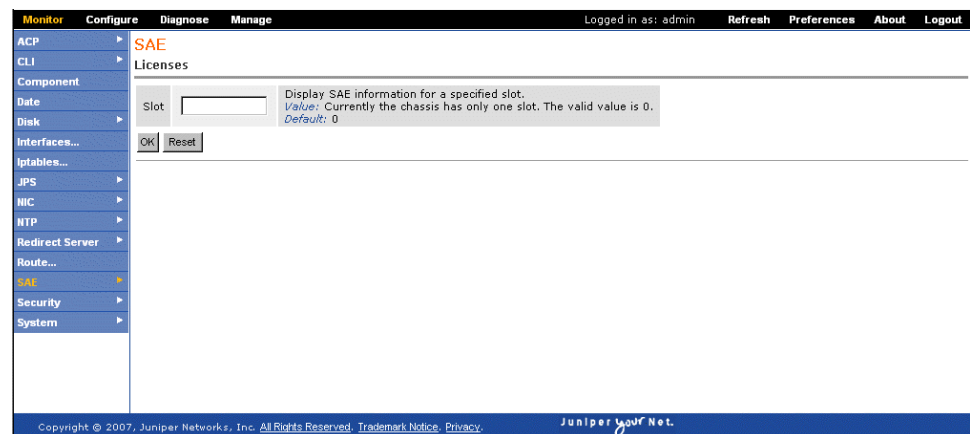 Monitor Configure Diagnose Manage Logged in as: admin Refresh Preferences About Logout
ACP
CLI
Component
Date
Disk
Interfaces...
Iptables...
JPS
NIC
NTP
Redirect Server
Route...
SAE
Security
System
SAE
Licenses
Slot
Display SAE information for a specified slot.
Value: Currently the chassis has only one slot. The valid value is 0.
Default: 0
OK Reset
Copyright © 2007, Juniper Networks, Inc. All Rights Reserved. Trademark Notice. Privacy.
Juniper your Net.